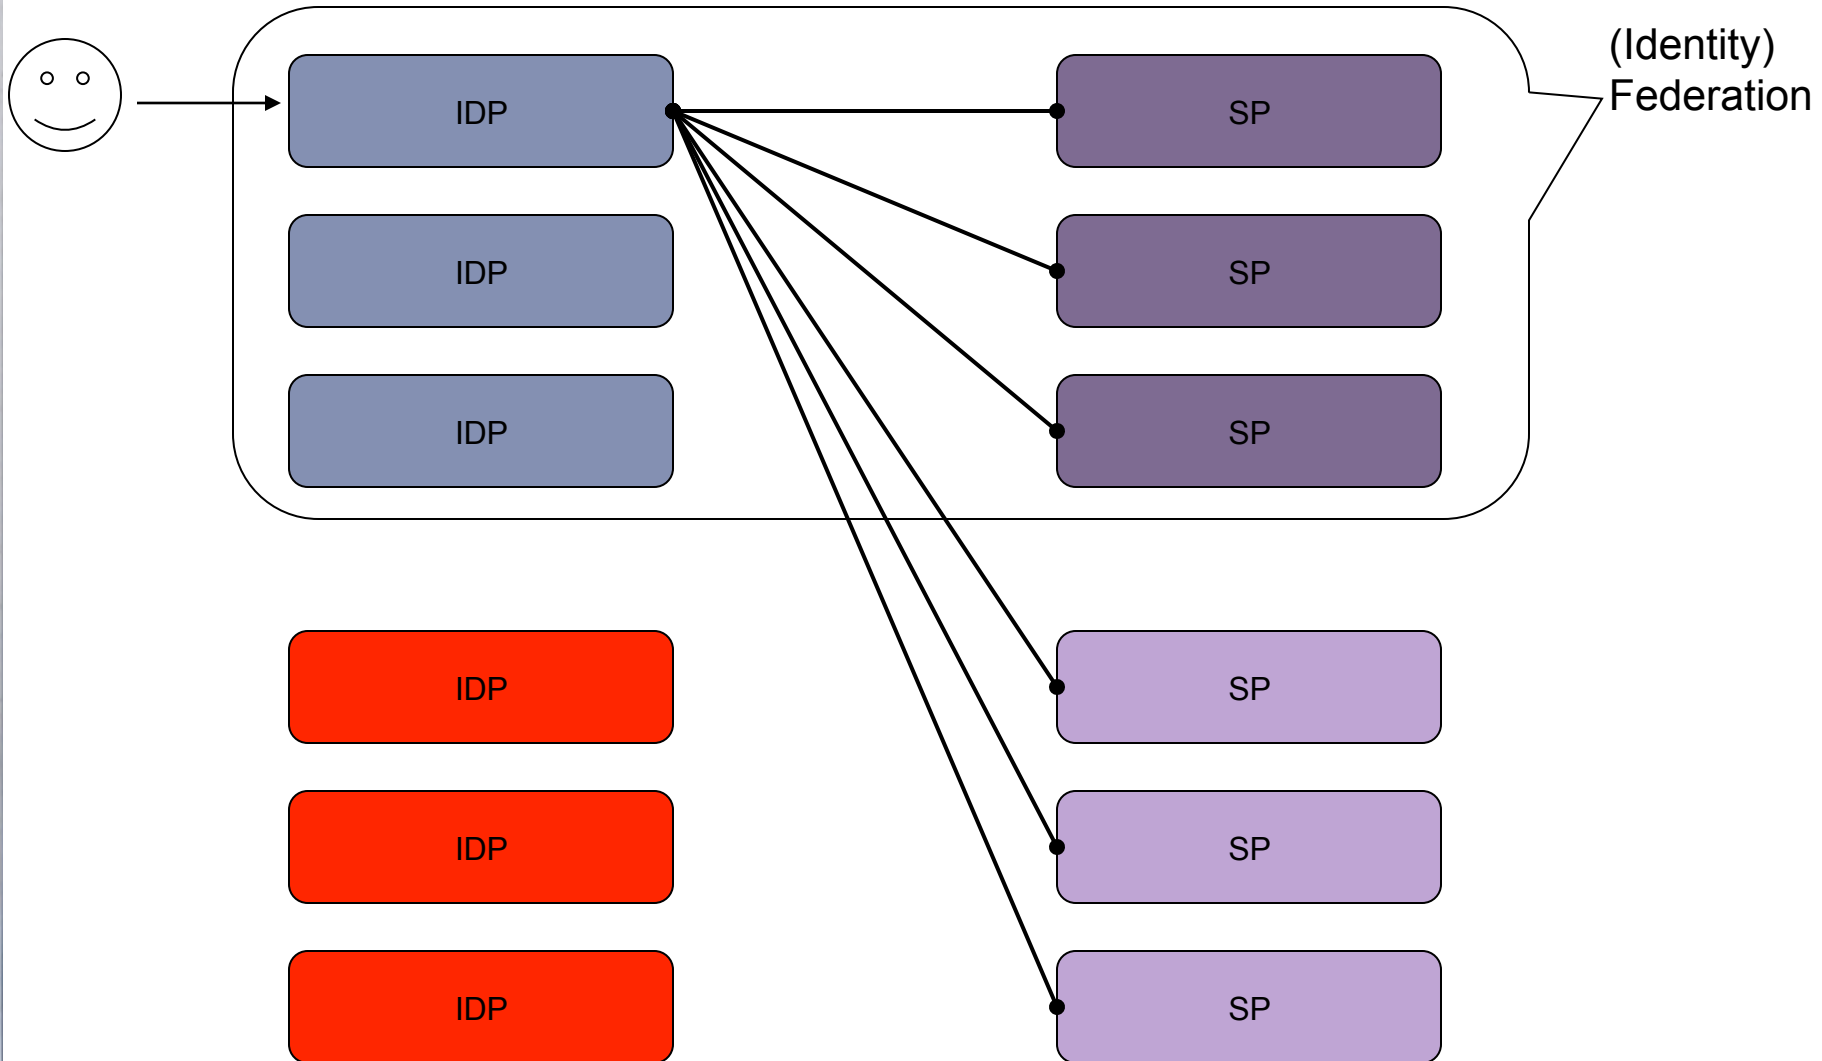 (Identity)
Federation
IDP
SP
IDP
SP
IDP
SP
IDP
SP
IDP
SP
IDP
SP